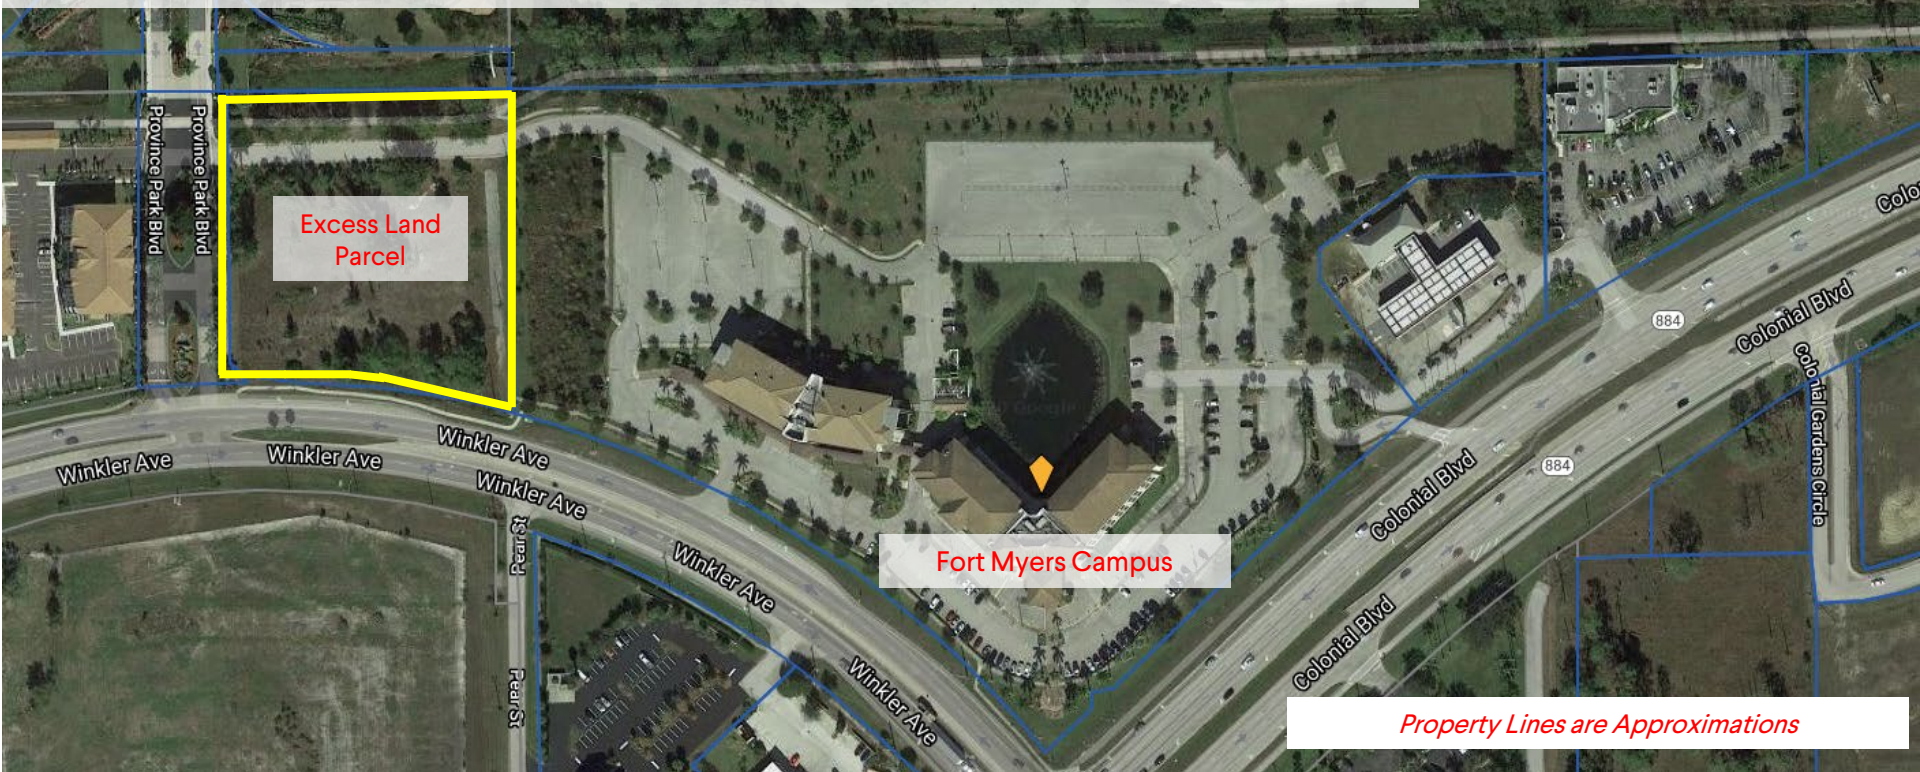 Province Park Blvd
Province Park Blvd
Excess Land
Parcel
Colo
884
Colonial Blvd
Colonial Gardens Circle
Winkler Ave
Winkler Ave
Winkler Ave
Winkler Ave
Colonial Blvd
884
Pear St
Winkler Ave
Fort Myers Campus
Colonial Blvd
Pear St
Winkler Ave
Property Lines are Approximations